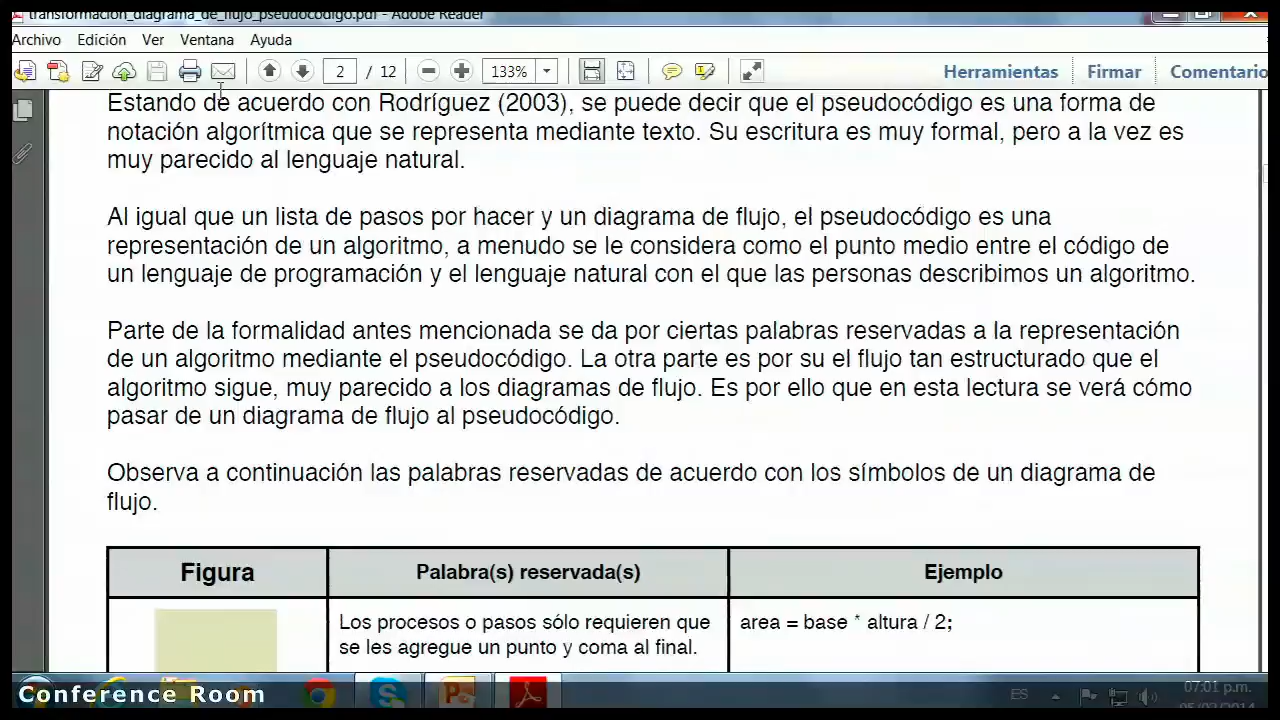 transformacion_diagrama_de_flujo_pseudocodigo.pdf - Adobe Reader
Archivo Edición Ver Ventana Ayuda
2 / 12 133% Herramientas Firmar Comentario
Estando de acuerdo con Rodríguez (2003), se puede decir que el pseudocódigo es una forma de
notación algorítmica que se representa mediante texto. Su escritura es muy formal, pero a la vez es
muy parecido al lenguaje natural.
Al igual que un lista de pasos por hacer y un diagrama de flujo, el pseudocódigo es una
representación de un algoritmo, a menudo se le considera como el punto medio entre el código de
un lenguaje de programación y el lenguaje natural con el que las personas describimos un algoritmo.
Parte de la formalidad antes mencionada se da por ciertas palabras reservadas a la representación
de un algoritmo mediante el pseudocódigo. La otra parte es por su el flujo tan estructurado que el
algoritmo sigue, muy parecido a los diagramas de flujo. Es por ello que en esta lectura se verá cómo
pasar de un diagrama de flujo al pseudocódigo.
Observa a continuación las palabras reservadas de acuerdo con los símbolos de un diagrama de
flujo.
Figura Palabra(s) reservada(s) Ejemplo
Los procesos o pasos sólo requieren que area = base * altura / 2;
se les agregue un punto y coma al final.
Conference Room ES 07:01 p.m.